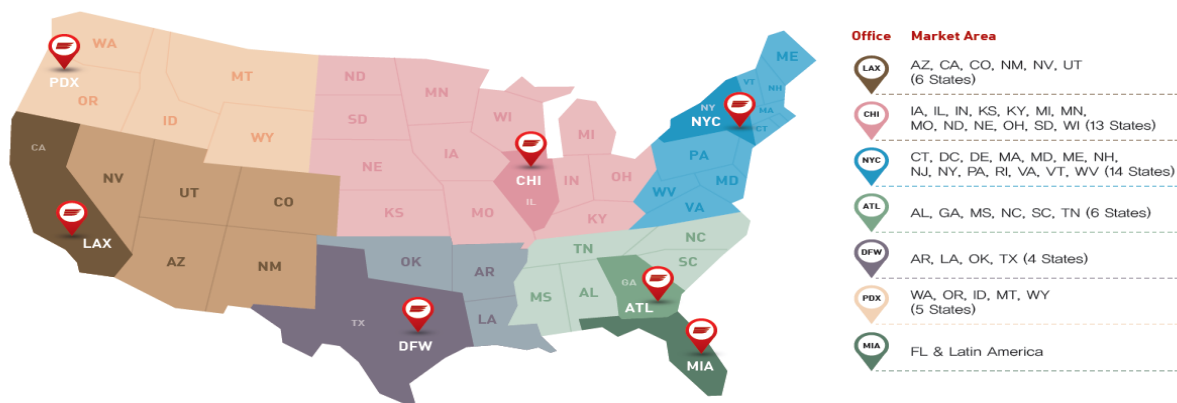 WA
PDX
OR
MT
ID
WY
CA
NV
UT
CO
LAX
AZ
NM
ND
MN
SD
WI
MI
NE
IA
CHI
IL
IN
OH
KS
MO
KY
OK
AR
TX
LA
DFW
TN
NC
SC
MS
AL
GA
ATL
MIA
ME
VT
NH
NY
NYC
MA
CT
PA
WV
MD
VA
Office Market Area
LAX AZ, CA, CO, NM, NV, UT
(6 States)
CHI IA, IL, IN, KS, KY, MI, MN,
MO, ND, NE, OH, SD, WI (13 States)
NYC CT, DC, DE, MA, MD, ME, NH,
NJ, NY, PA, RI, VA, VT, WV (14 States)
ATL AL, GA, MS, NC, SC, TN (6 States)
DFW AR, LA, OK, TX (4 States)
PDX WA, OR, ID, MT, WY
(5 States)
MIA FL & Latin America